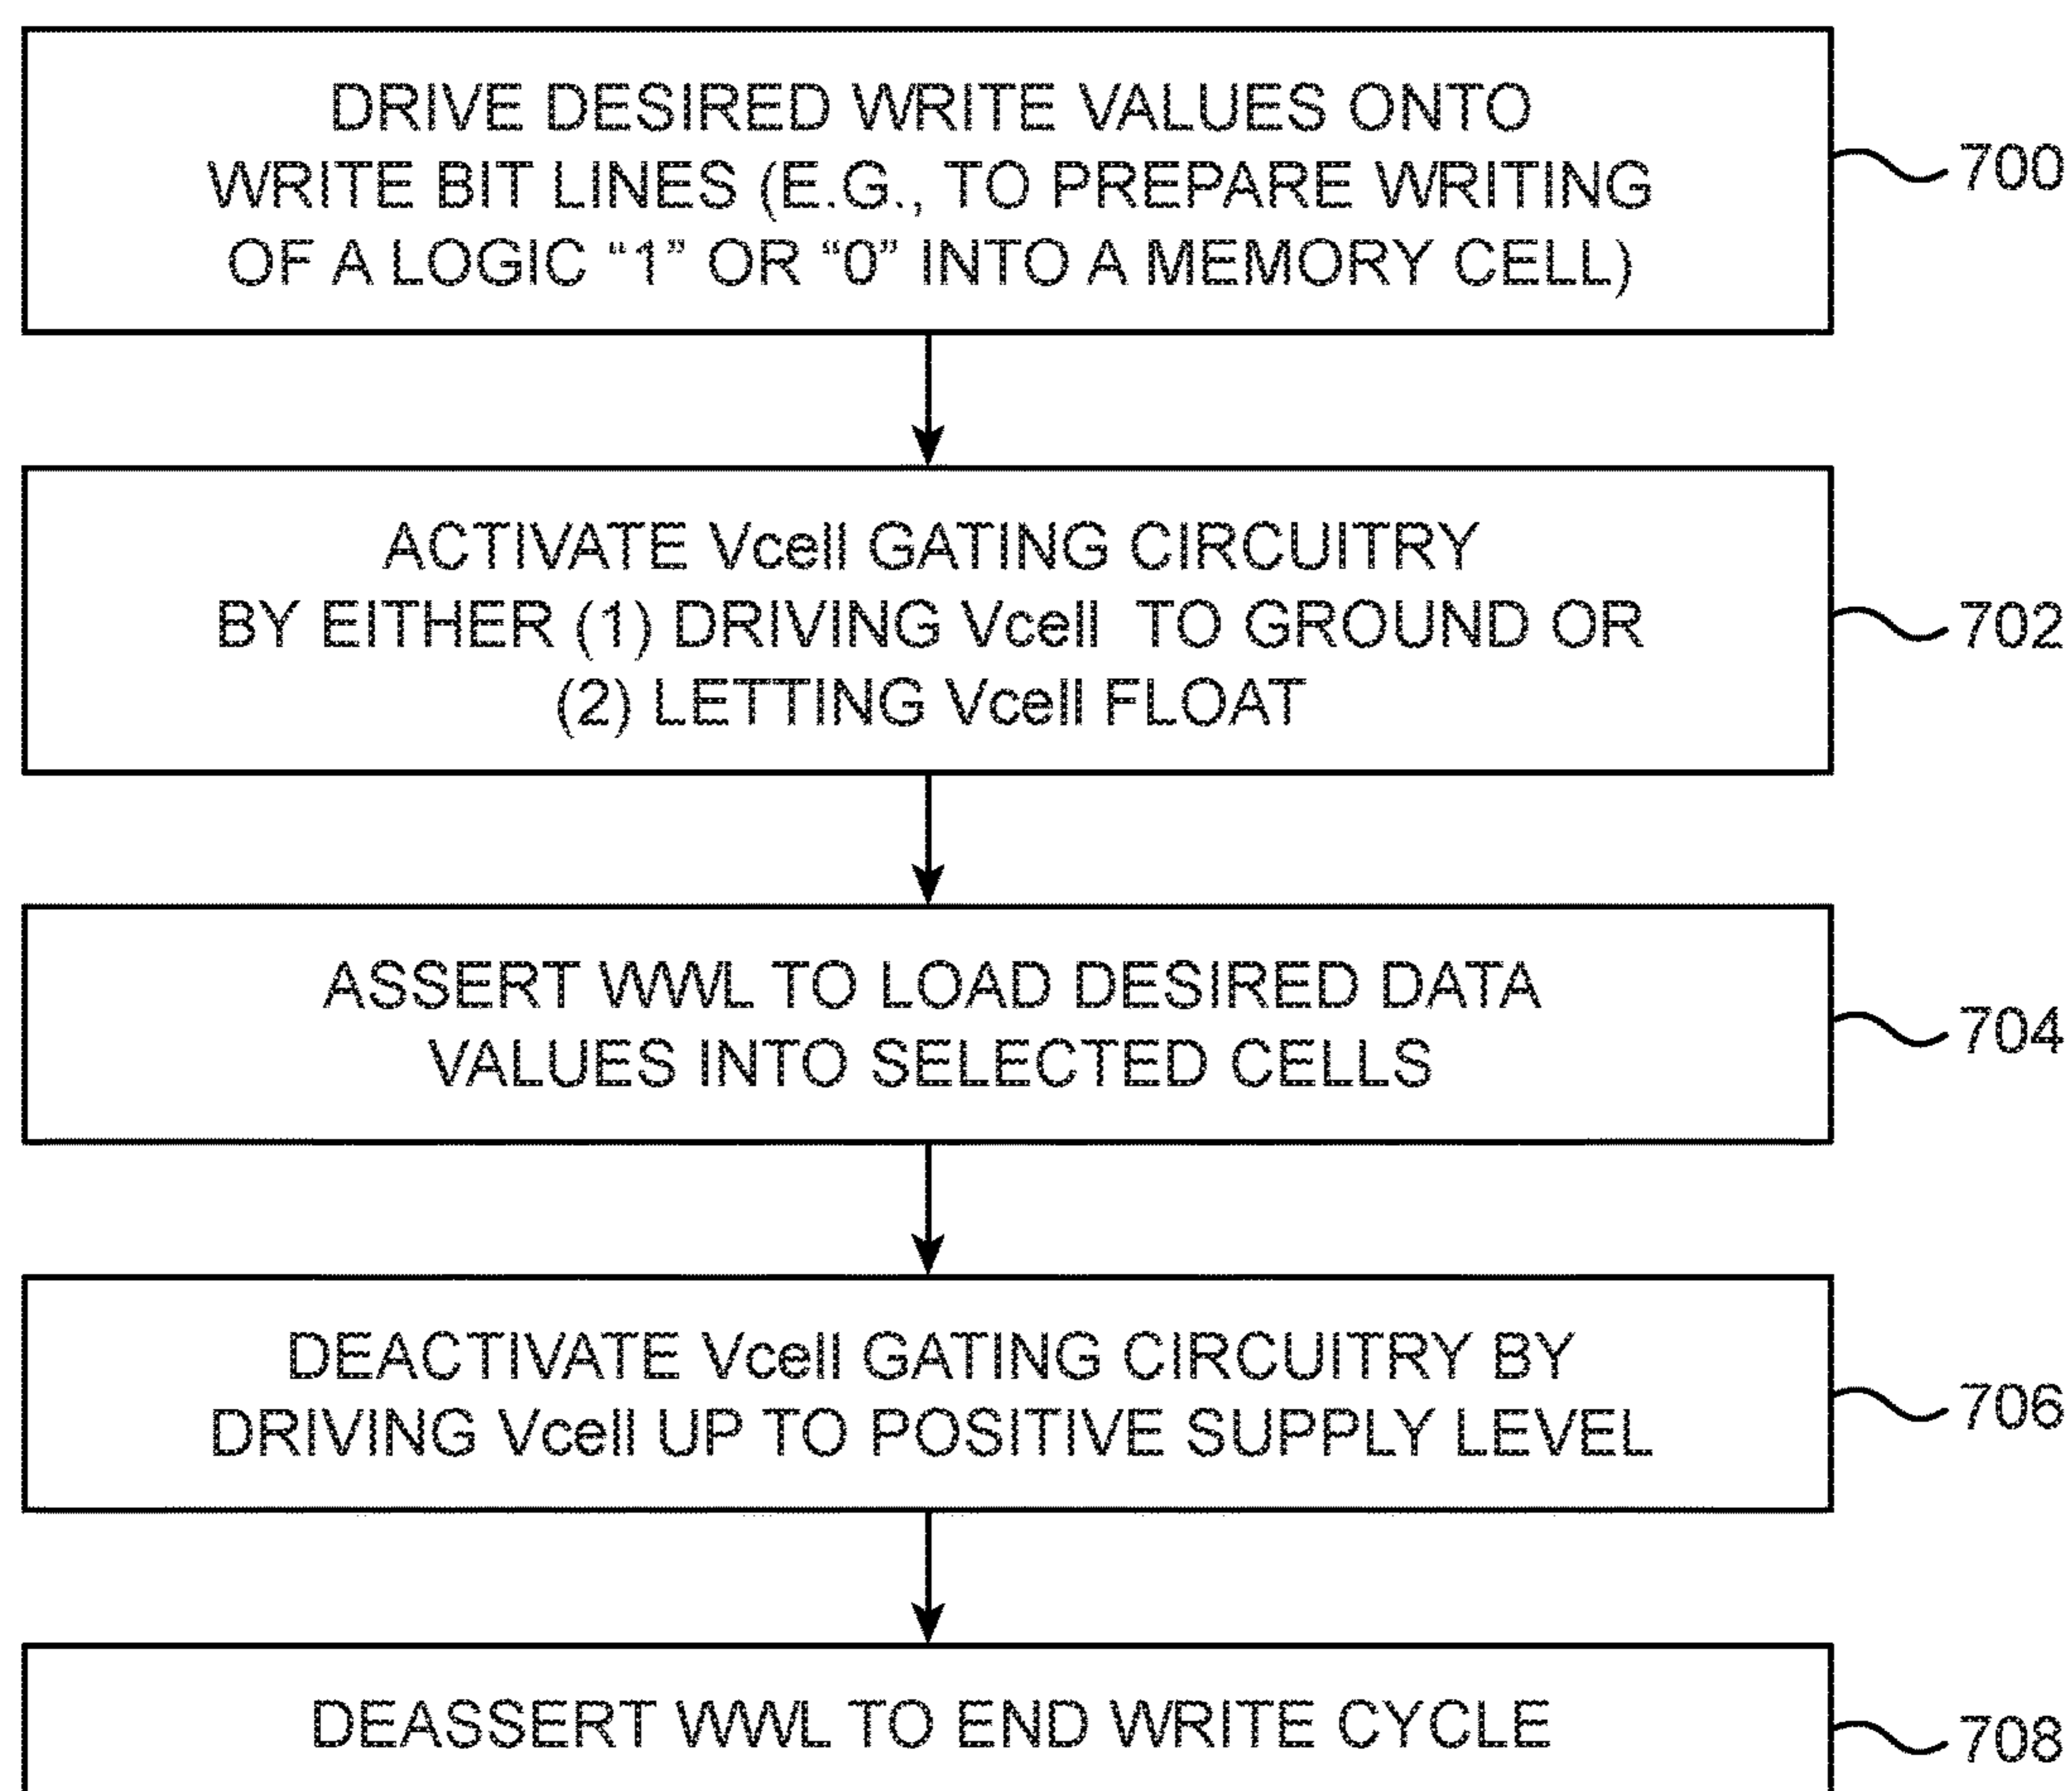 DRIVE DESIRED WRITE VALUES ONTO
WRITE BIT LINES (E.G., TO PREPARE WRITING
OF A LOGIC “1” OR “0” INTO A MEMORY CELL)
700
ACTIVATE Vcell GATING CIRCUITRY
BY EITHER (1) DRIVING Vcell TO GROUND OR
(2) LETTING Vcell FLOAT
702
ASSERT WWL TO LOAD DESIRED DATA
VALUES INTO SELECTED CELLS
704
DEACTIVATE Vcell GATING CIRCUITRY BY
DRIVING Vcell UP TO POSITIVE SUPPLY LEVEL
706
DEASSERT WWL TO END WRITE CYCLE
708